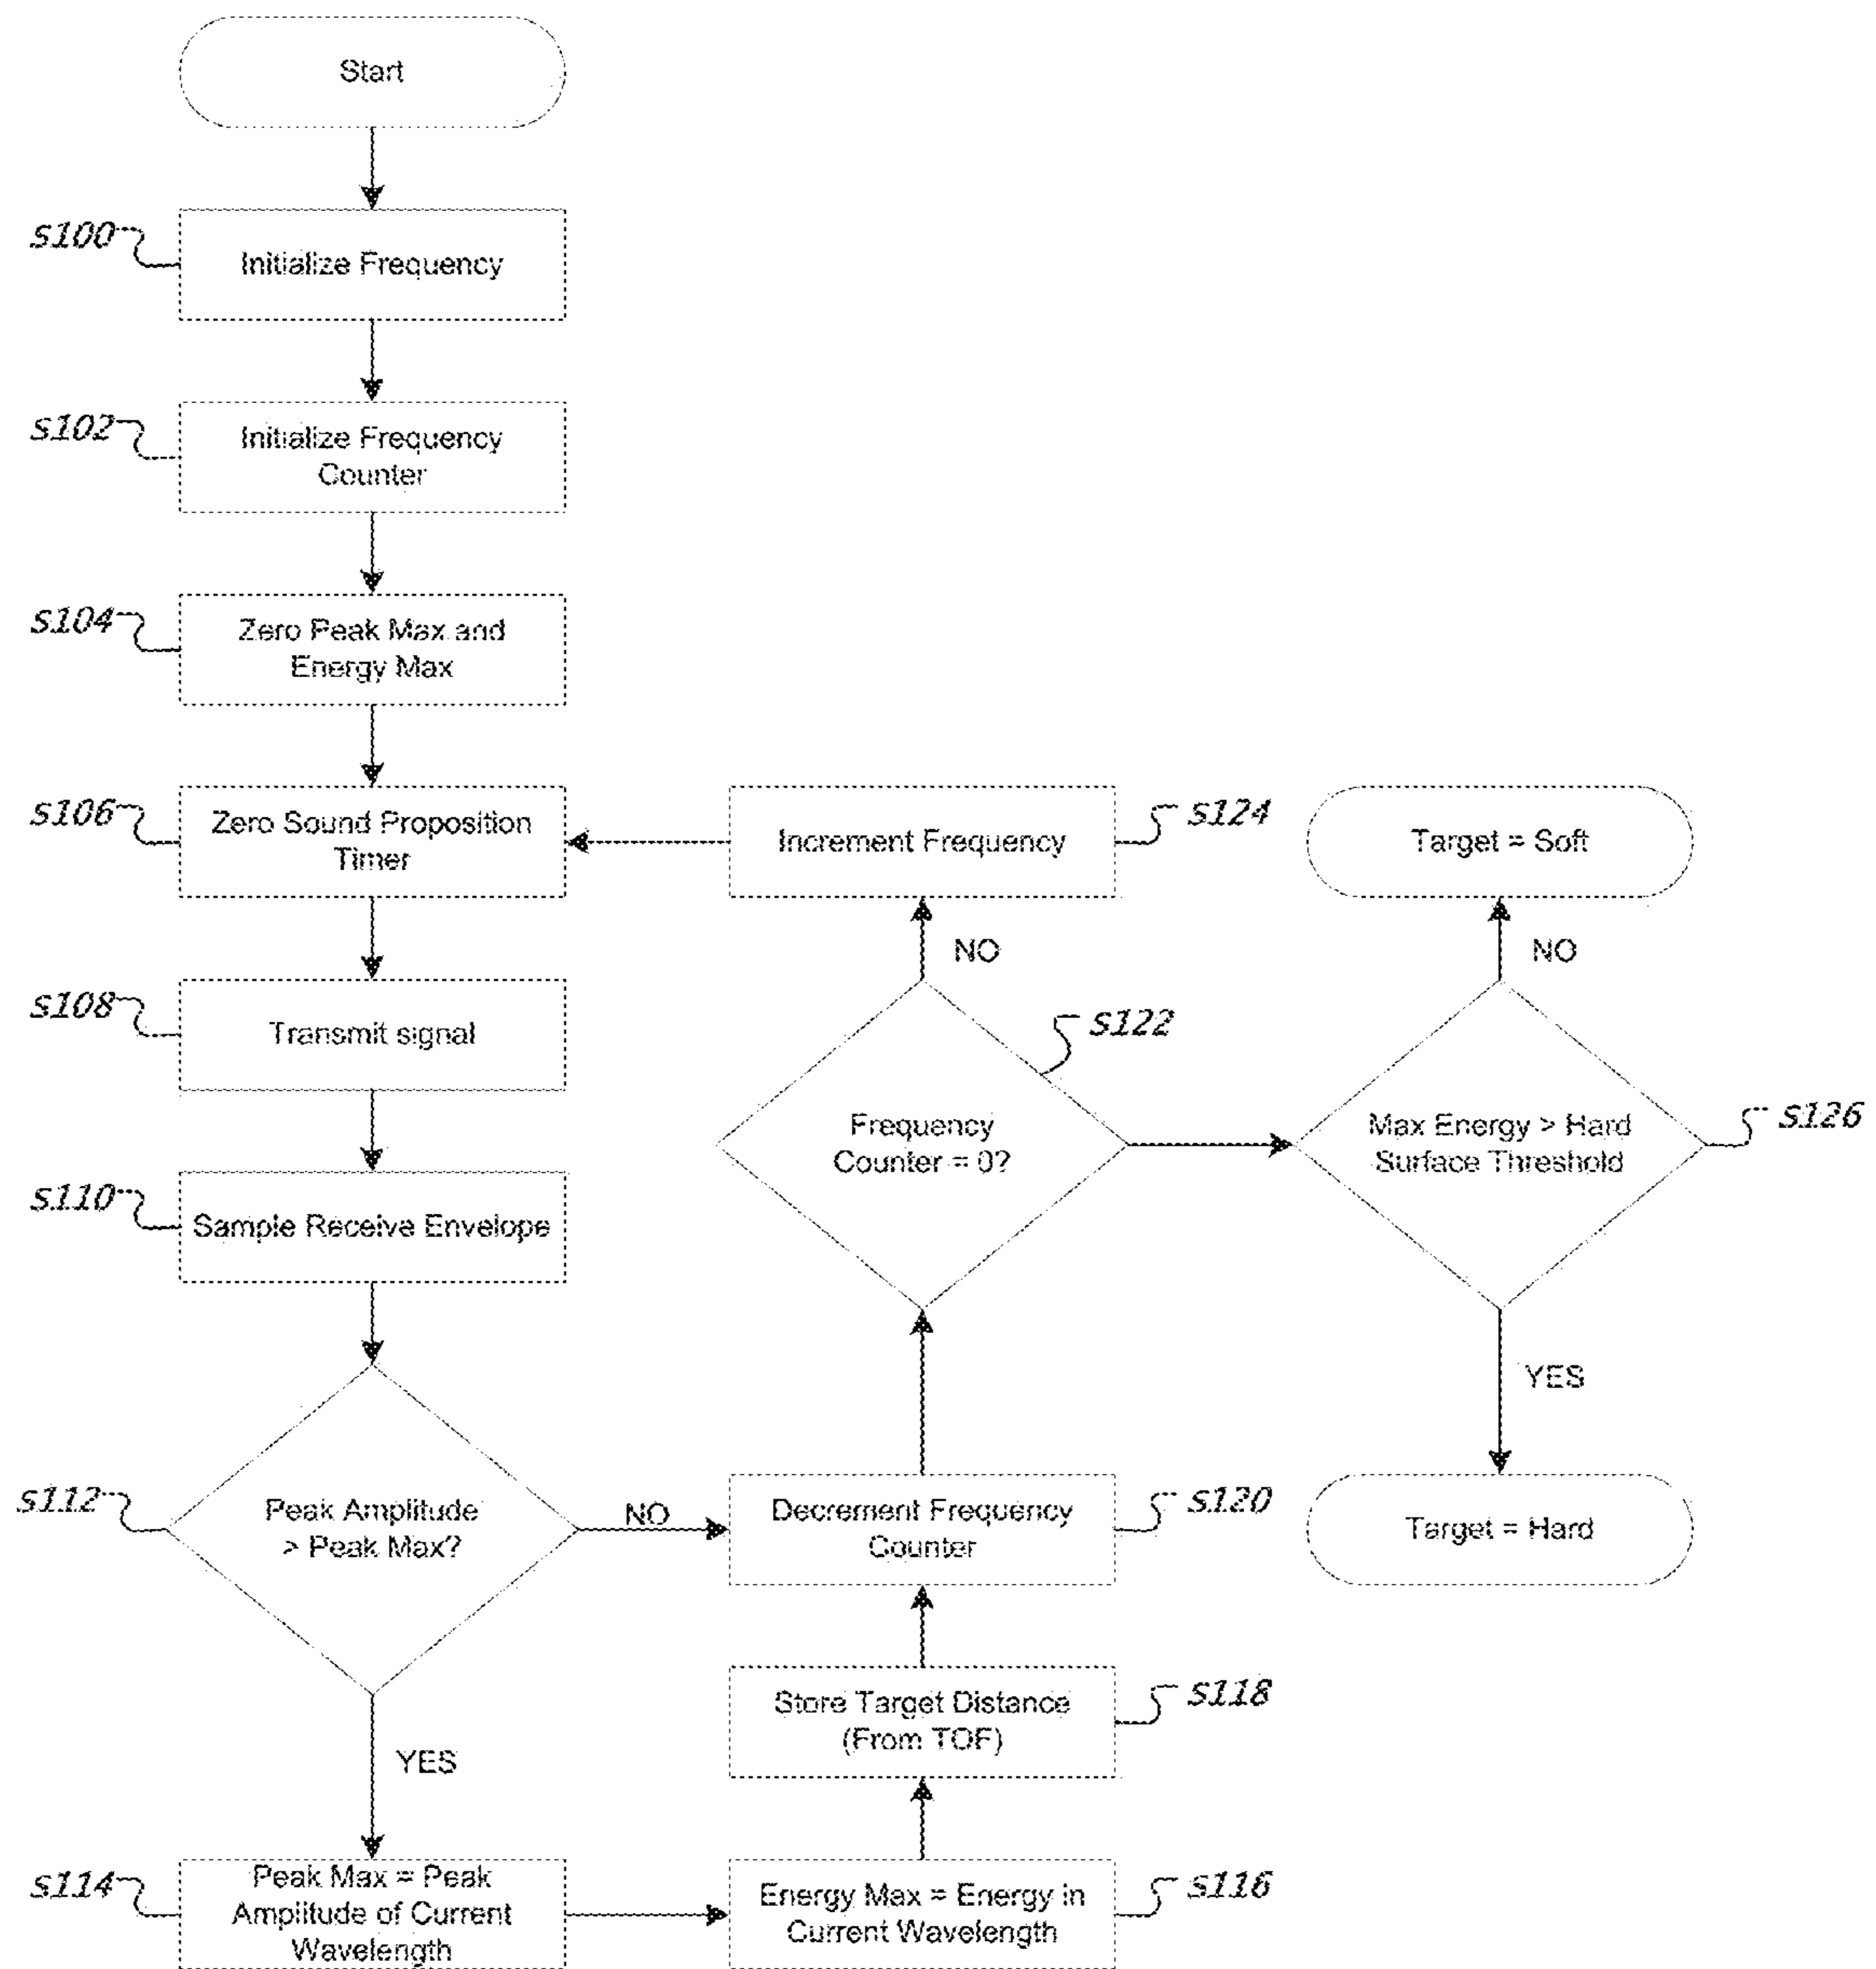 Start
s100
Initialize Frequency
s102
Initialize Frequency
Counter
s104
Zero Peak Max and
Energy Max
s106
Zero Sound Proposition
Timer
s108
Transmit signal
s110
Sample Receive Envelope
s112
Peak Amplitude
> Peak Max?
NO
YES
s114
Peak Max = Peak
Amplitude of Current
Wavelength
Energy Max = Energy in
Current Wavelength
s116
Store Target Distance
(From TOF)
s118
Decrement Frequency
Counter
s120
Frequency
Counter = 0?
s122
NO
Increment Frequency
s124
Max Energy > Hard
Surface Threshold
s126
NO
Target = Soft
YES
Target = Hard